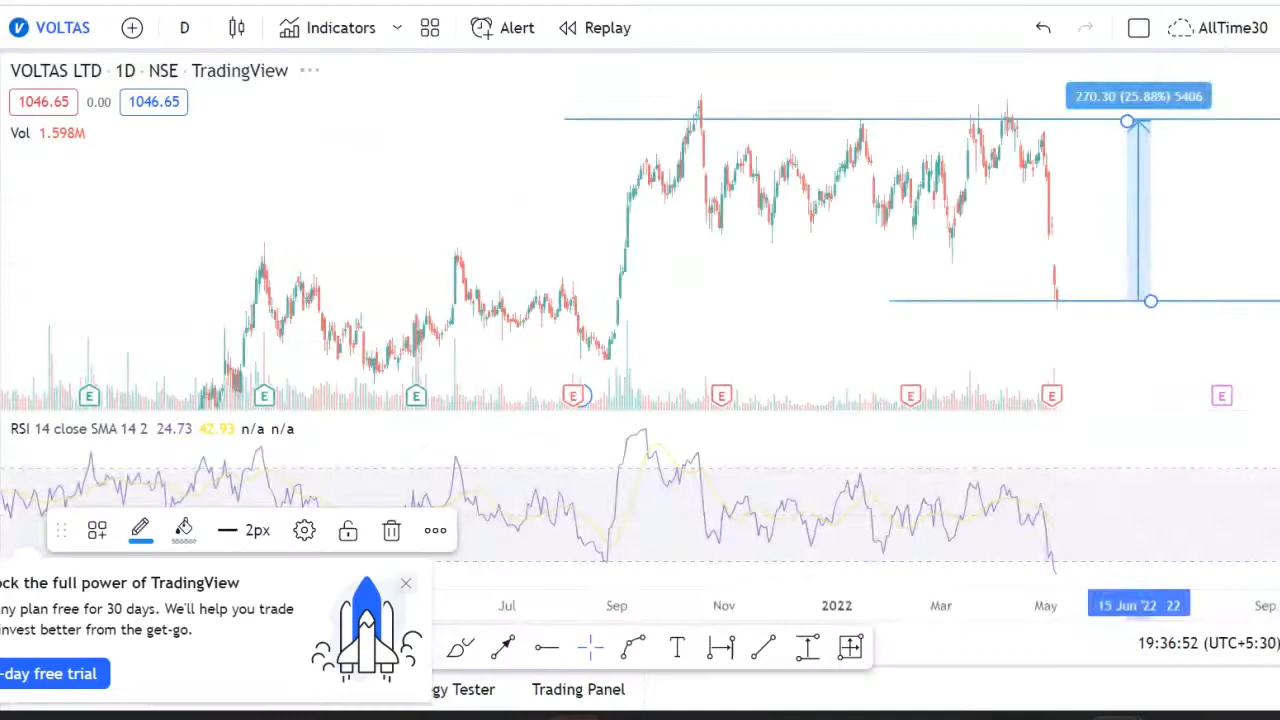 VOLTAS D Indicators Alert Replay AllTime30
VOLTAS LTD · 1D · NSE · TradingView
1046.65 0.00 1046.65
270.30 (25.88%) 5406
Vol 1.598M
E E E E E E E E
RSI 14 close SMA 14 2 24.73 42.93 n/a n/a
2px
ock the full power of TradingView
ny plan free for 30 days. We'll help you trade
invest better from the get-go.
-day free trial
Jul Sep Nov 2022 Mar May 15 Jun '22 22 Sep
19:36:52 (UTC+5:30)
gy Tester Trading Panel